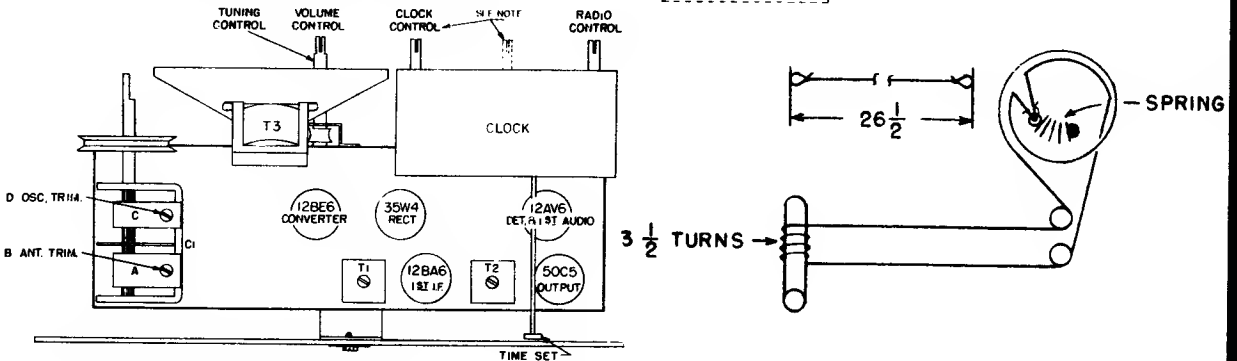 TUNING
CONTROL
VOLUME
CONTROL
CLOCK
CONTROL
SEE NOTE
RADIO
CONTROL
T3
CLOCK
D OSC. TRIM.
C
C1
B ANT. TRIM.
A
12BE6
CONVERTER
35W4
RECT
12AV6
DET. & 1ST AUDIO
T1
12BA6
1ST I.F.
T2
50C5
OUTPUT
TIME SET
26 1/2
SPRING
3 1/2 TURNS